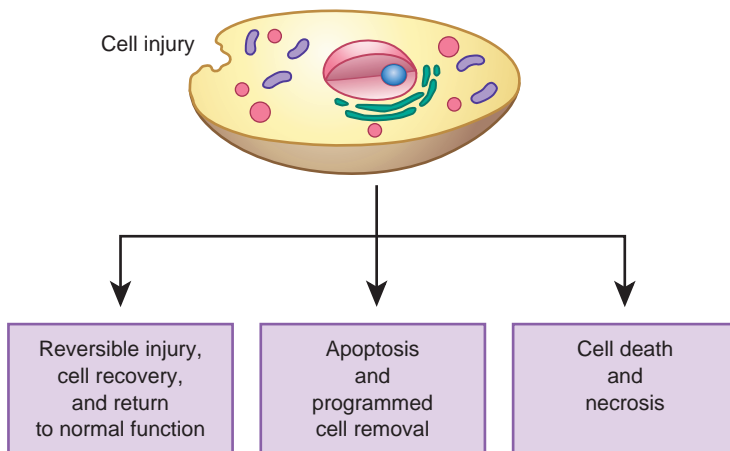 Cell injury
Reversible injury,
cell recovery,
and return
to normal function
Apoptosis
and
programmed
cell removal
Cell death
and
necrosis